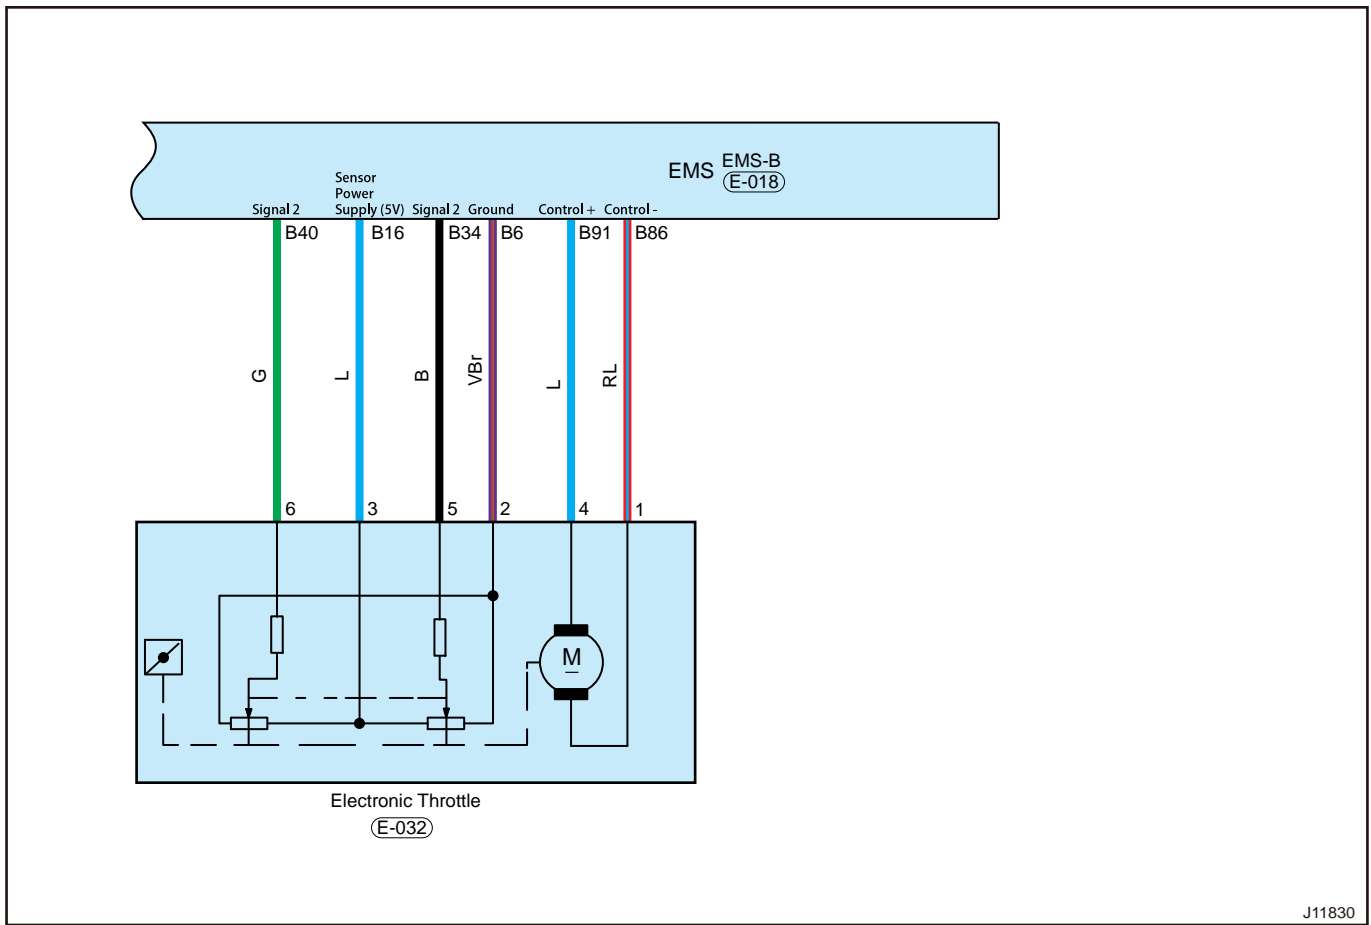 EMS EMS-B
E-018
Sensor
Power
Signal 2 Supply (5V) Signal 2 Ground Control + Control -
B40 B16 B34 B6 B91 B86
G L B VBr L RL
6 3 5 2 4 1
M
Electronic Throttle
E-032
J11830